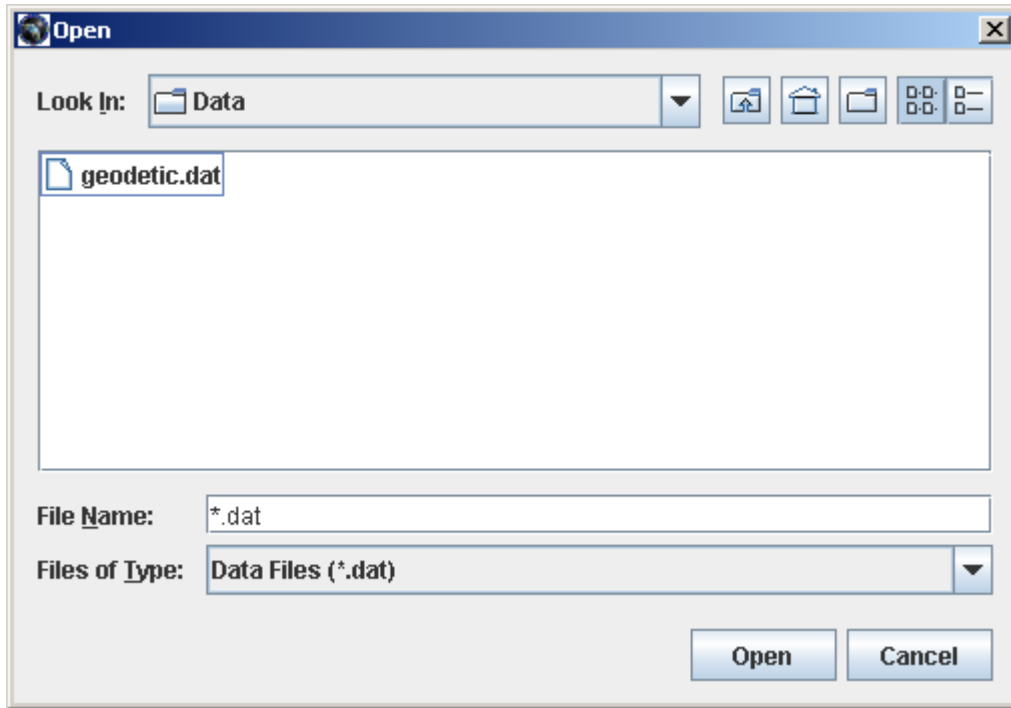 Open
Look In: Data
geodetic.dat
File Name: *.dat
Files of Type: Data Files (*.dat)
Open Cancel